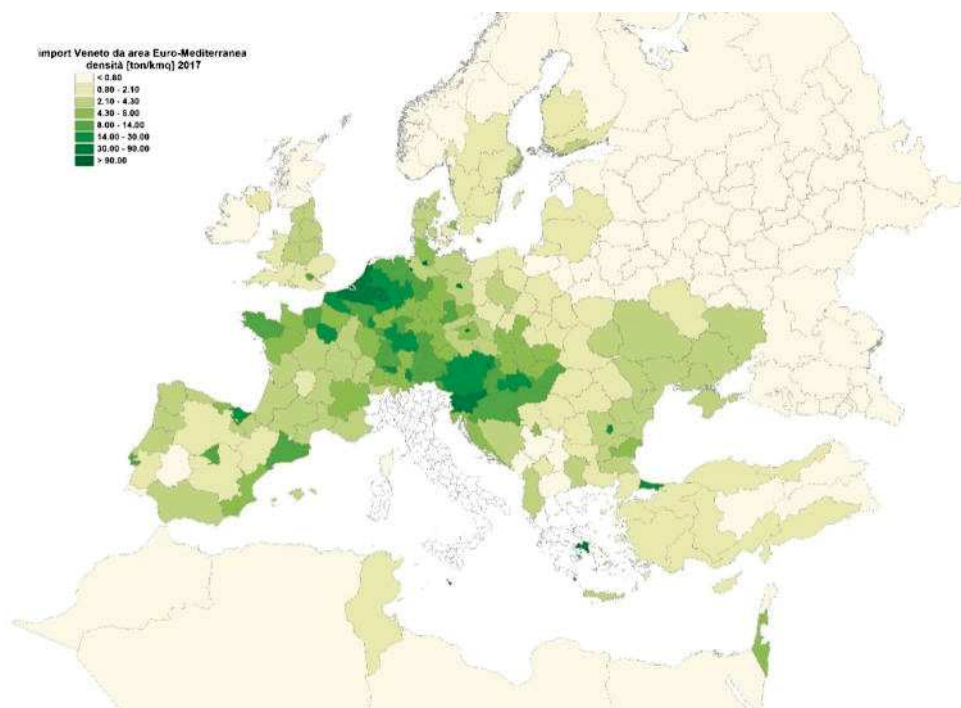 import Veneto da area Euro-Mediterranea
densità [ton/kmq] 2017
< 0.80
0.80 - 2.10
2.10 - 4.30
4.30 - 8.00
8.00 - 14.00
14.00 - 30.00
30.00 - 90.00
> 90.00